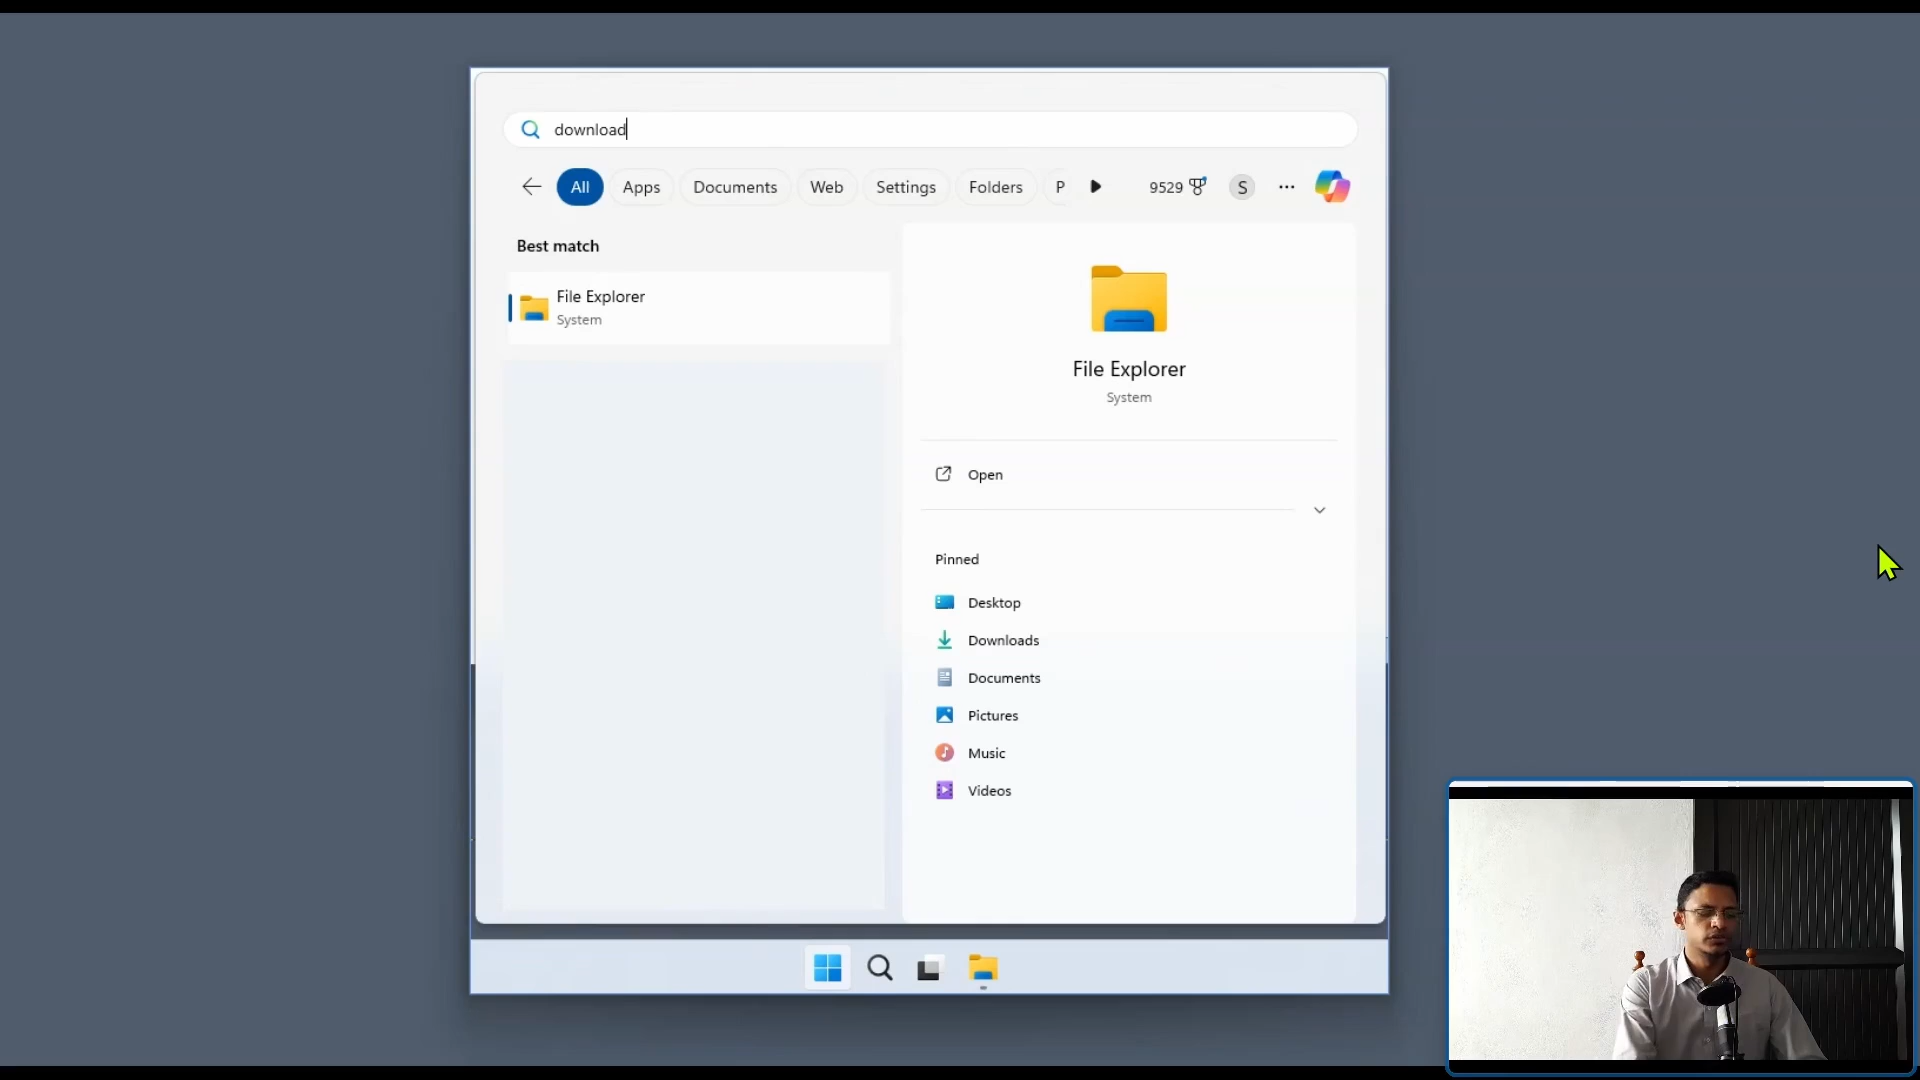 download
All Apps Documents Web Settings Folders P 9529 S ...
Best match
File Explorer
System
File Explorer
System
Open
Pinned
Desktop
Downloads
Documents
Pictures
Music
Videos